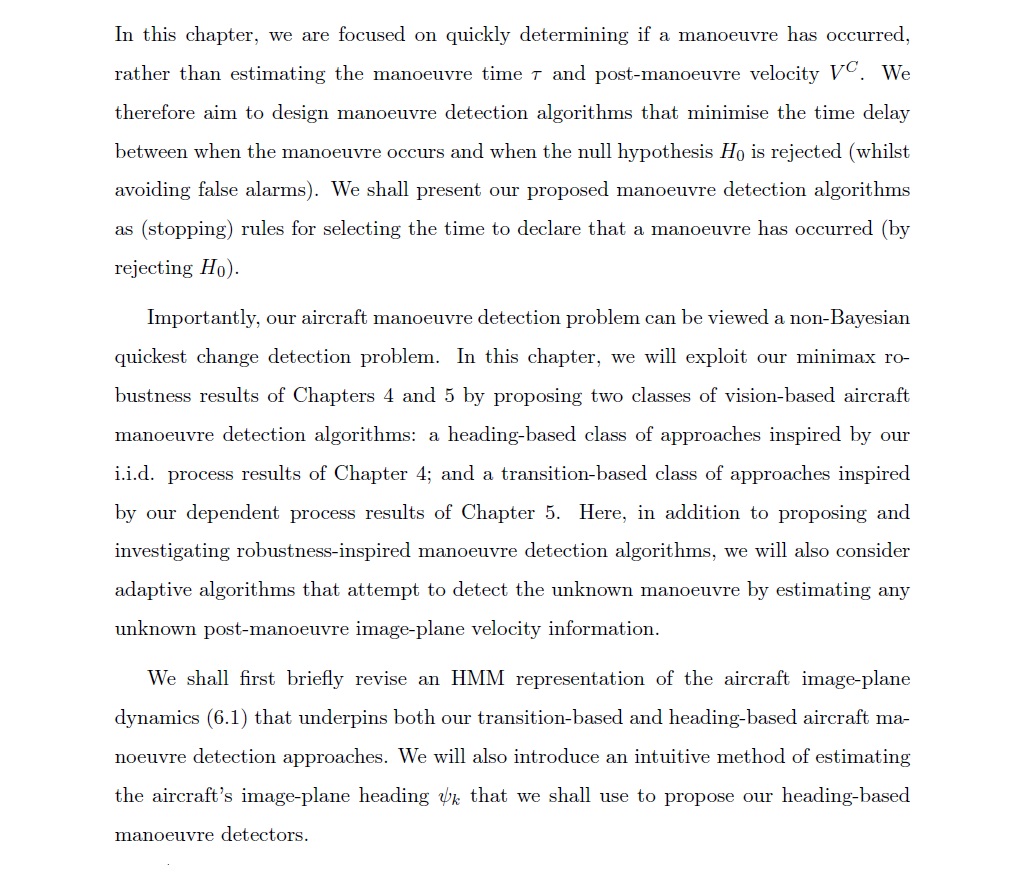 In this chapter, we are focused on quickly determining if a manoeuvre has occurred,
rather than estimating the manoeuvre time τ and post-manoeuvre velocity V^C. We
therefore aim to design manoeuvre detection algorithms that minimise the time delay
between when the manoeuvre occurs and when the null hypothesis H₀ is rejected (whilst
avoiding false alarms). We shall present our proposed manoeuvre detection algorithms
as (stopping) rules for selecting the time to declare that a manoeuvre has occurred (by
rejecting H₀).
Importantly, our aircraft manoeuvre detection problem can be viewed a non-Bayesian
quickest change detection problem. In this chapter, we will exploit our minimax ro-
bustness results of Chapters 4 and 5 by proposing two classes of vision-based aircraft
manoeuvre detection algorithms: a heading-based class of approaches inspired by our
i.i.d. process results of Chapter 4; and a transition-based class of approaches inspired
by our dependent process results of Chapter 5. Here, in addition to proposing and
investigating robustness-inspired manoeuvre detection algorithms, we will also consider
adaptive algorithms that attempt to detect the unknown manoeuvre by estimating any
unknown post-manoeuvre image-plane velocity information.
We shall first briefly revise an HMM representation of the aircraft image-plane
dynamics (6.1) that underpins both our transition-based and heading-based aircraft ma-
noeuvre detection approaches. We will also introduce an intuitive method of estimating
the aircraft's image-plane heading ψₖ that we shall use to propose our heading-based
manoeuvre detectors.